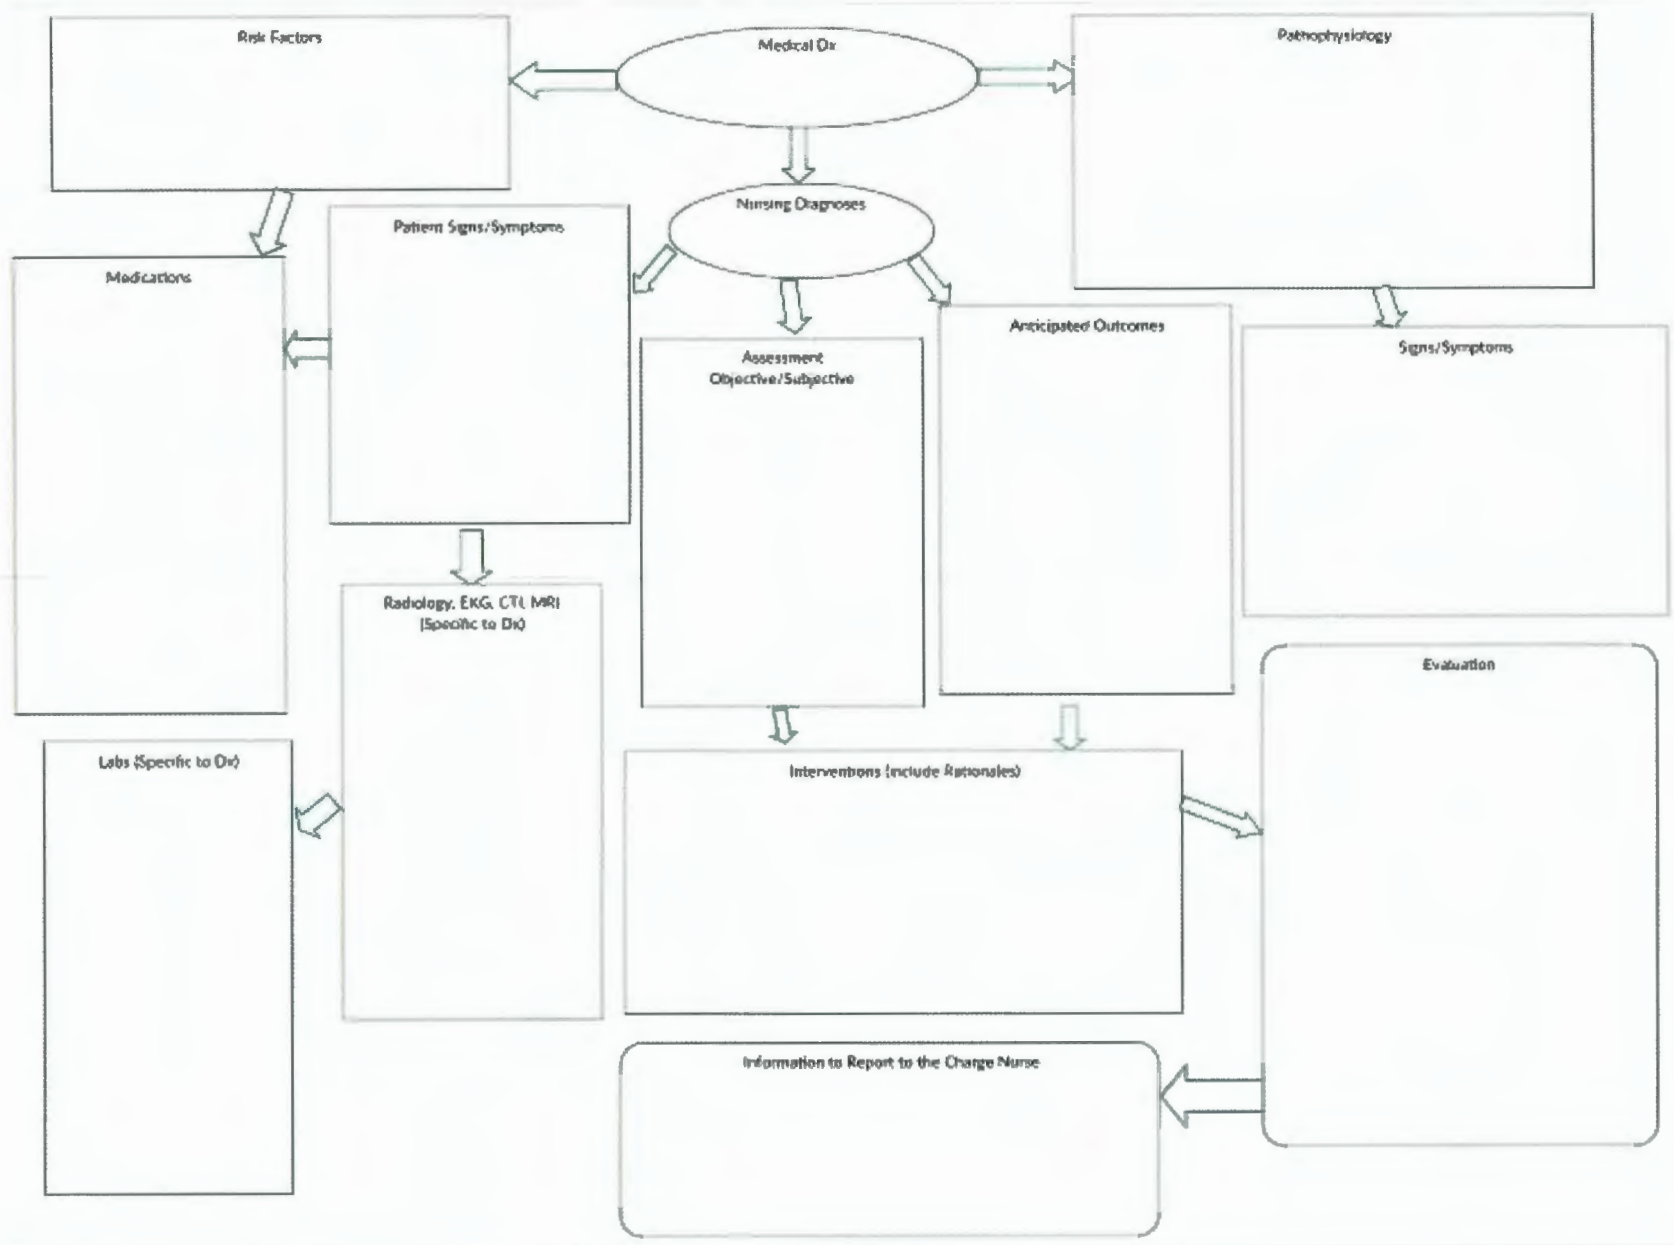 Risk Factors
Medical Dx
Pathophysiology
Nursing Diagnoses
Patient Signs/Symptoms
Medications
Anticipated Outcomes
Signs/Symptoms
Assessment
Objective/Subjective
Radiology, EKG, CTI, MRI
(Specific to Dx)
Evaluation
Labs (Specific to Dx)
Interventions (include Rationales)
Information to Report to the Charge Nurse